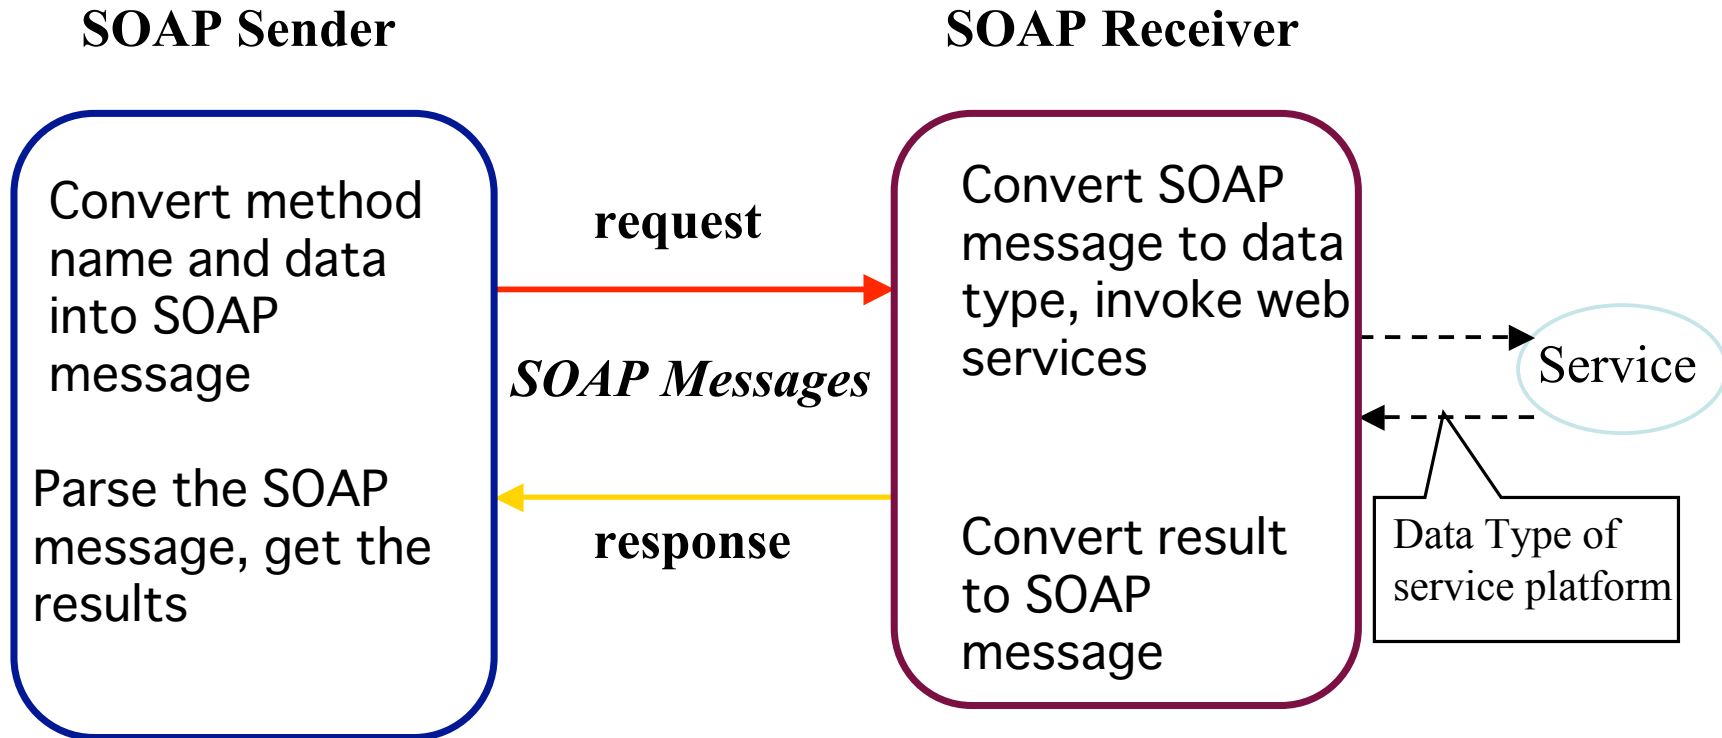 SOAP Sender
SOAP Receiver
Convert method
name and data
into SOAP
message
Parse the SOAP
message, get the
results
request
SOAP Messages
response
Convert SOAP
message to data
type, invoke web
services
Convert result
to SOAP
message
Service
Data Type of
service platform